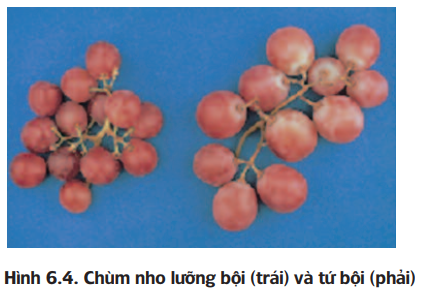 Hình 6.4. Chùm nho lưỡng bội (trái) và tứ bội (phải)